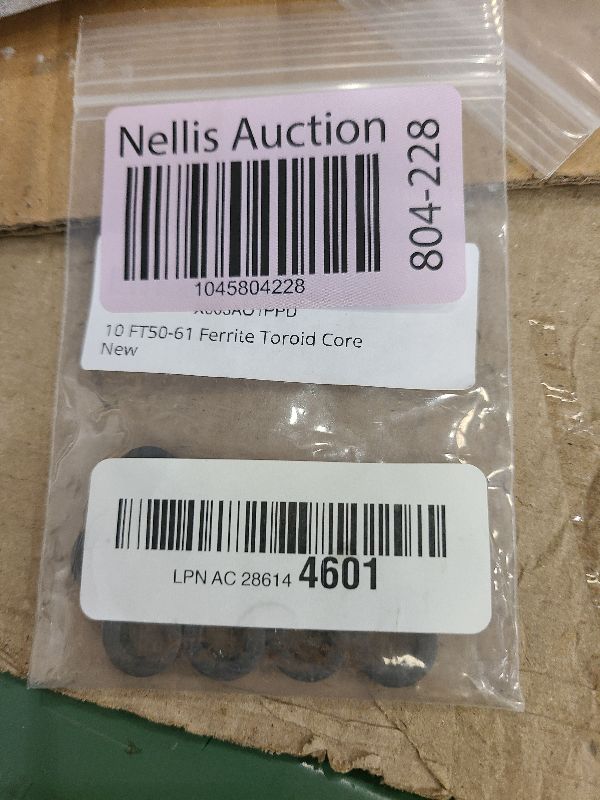 Nellis Auction
804-228
1045804228
10 FT50-61 Ferrite Toroid Core
New
LPN AC 28614 4601